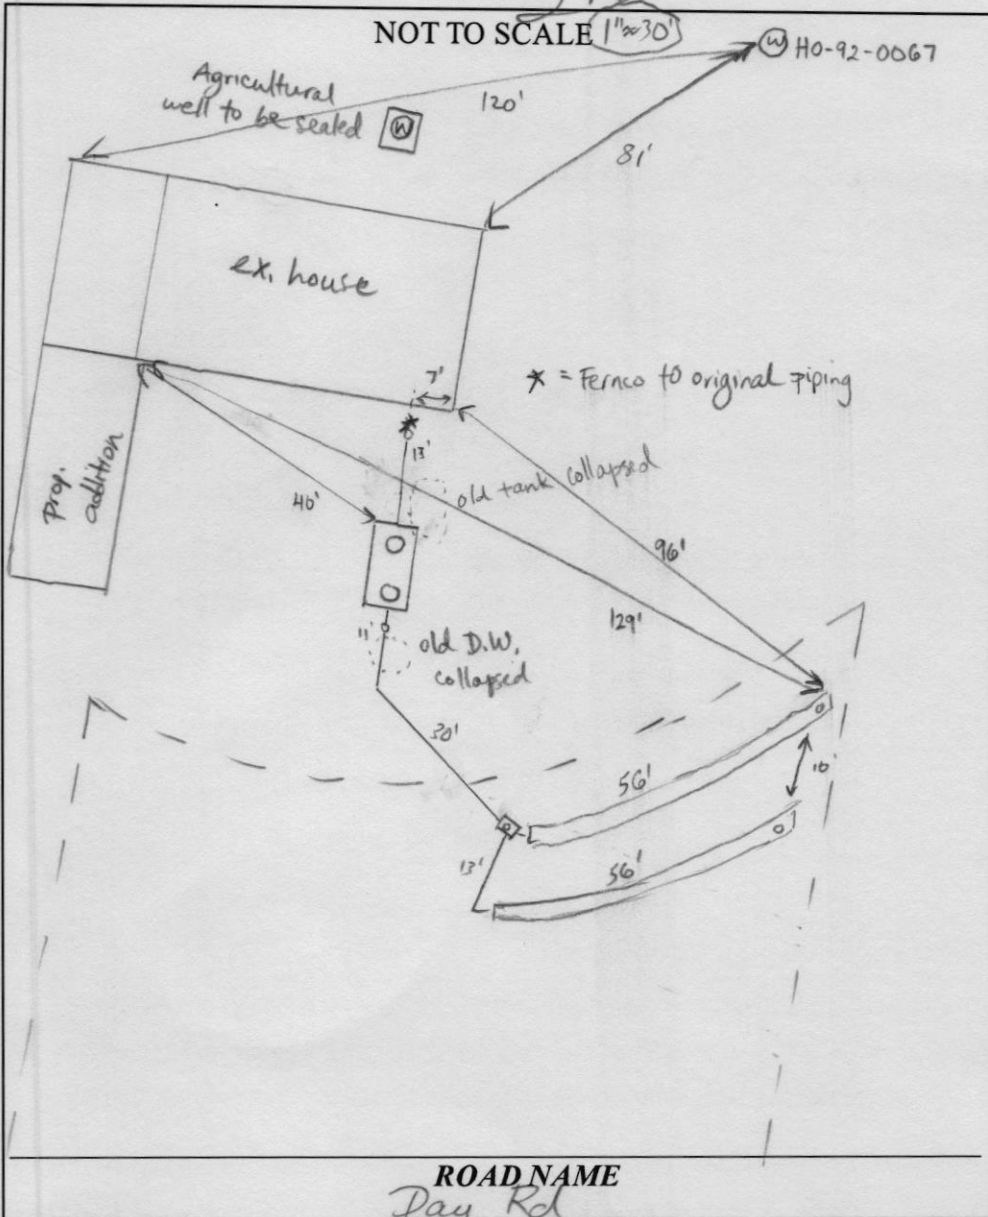 NOT TO SCALE 1"≈30'
W HO-92-0067
Agricultural
well to be sealed
W
120'
81'
ex. house
7'
* = Fernco to original piping
*
13'
Prop.
addition
old tank collapsed
40'
96'
129'
11'
old D.W.
collapsed
30'
56'
10'
13'
56'
ROAD NAME
Day Rd